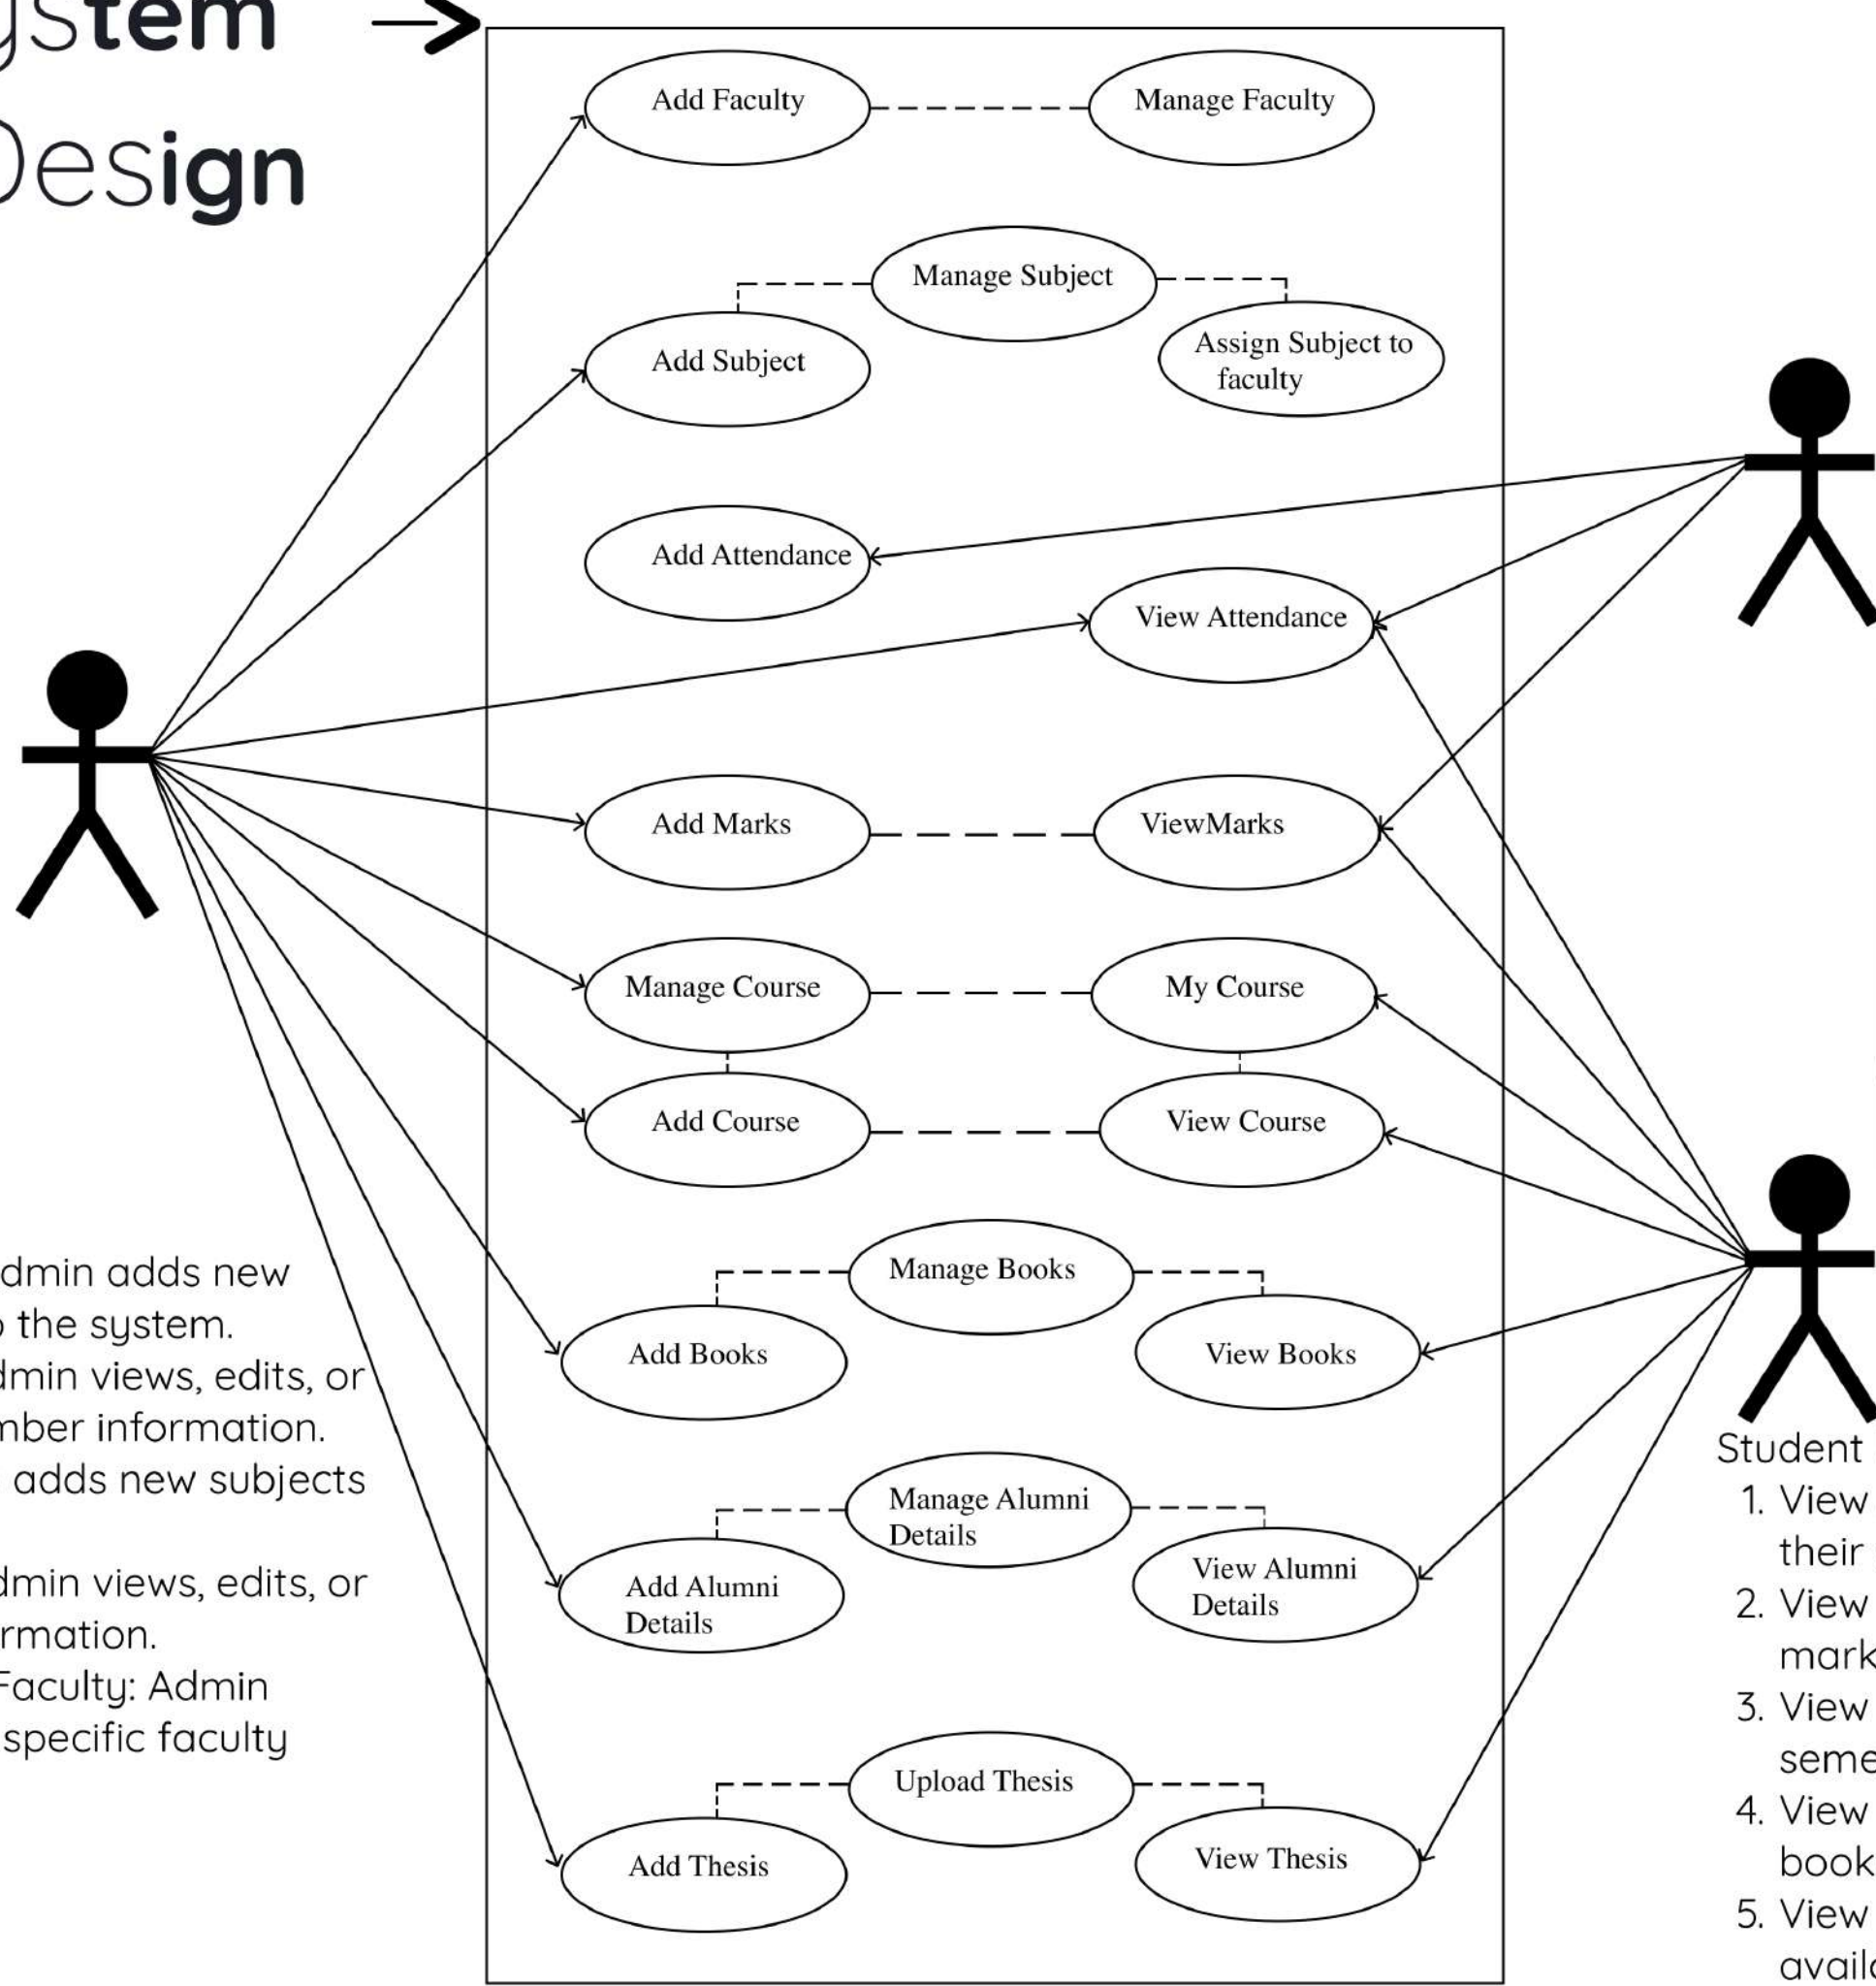 ystem
Design
Add Faculty
Manage Faculty
Manage Subject
Add Subject
Assign Subject to
faculty
Add Attendance
View Attendance
Add Marks
ViewMarks
Manage Course
My Course
Add Course
View Course
Manage Books
Add Books
View Books
Manage Alumni
Details
Add Alumni
Details
View Alumni
Details
Upload Thesis
Add Thesis
View Thesis
dmin adds new
the system.
dmin views, edits, or
mber information.
adds new subjects
dmin views, edits, or
rmation.
Faculty: Admin
specific faculty
Student
1. View
their
2. View
mark
3. View
seme
4. View
book
5. View
avail